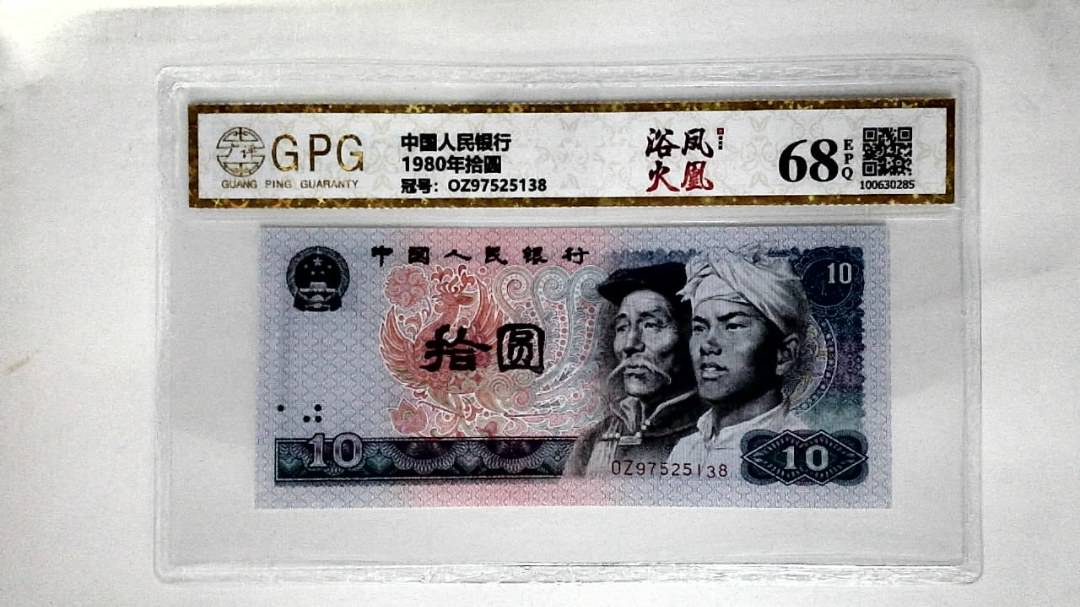 GPG
GUANG PING GUARANTY
中国人民银行
1980年拾圆
冠号：OZ97525138
浴火
凤凰
68
EPQ
100630285
中国人民银行
10
拾圆
10
OZ97525138
10